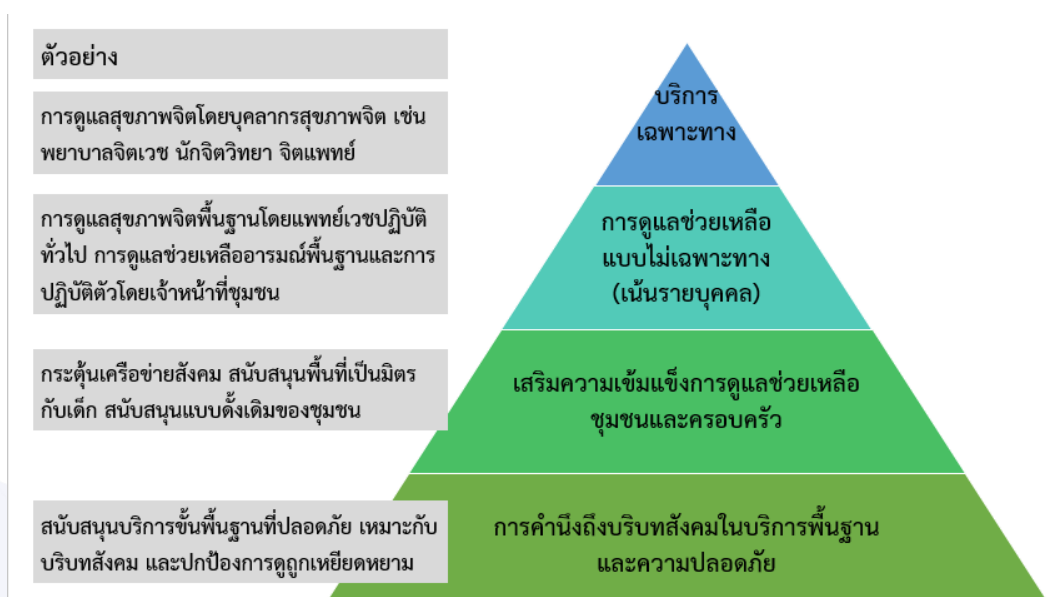 ตัวอย่าง
บริการ
เฉพาะทาง
การดูแลสุขภาพจิตโดยบุคลากรสุขภาพจิต เช่น
พยาบาลจิตเวช นักจิตวิทยา จิตแพทย์
การดูแลสุขภาพจิตพื้นฐานโดยแพทย์เวชปฏิบัติ
ทั่วไป การดูแลช่วยเหลืออารมณ์พื้นฐานและการ
ปฏิบัติตัวโดยเจ้าหน้าที่ชุมชน
การดูแลช่วยเหลือ
แบบไม่เฉพาะทาง
(เน้นรายบุคคล)
กระตุ้นเครือข่ายสังคม สนับสนุนพื้นที่เป็นมิตร
กับเด็ก สนับสนุนแบบดั้งเดิมของชุมชน
เสริมความเข้มแข็งการดูแลช่วยเหลือ
ชุมชนและครอบครัว
สนับสนุนบริการขั้นพื้นฐานที่ปลอดภัย เหมาะกับ
บริบทสังคม และปกป้องการดูถูกเหยียดหยาม
การคำนึงถึงบริบทสังคมในบริการพื้นฐาน
และความปลอดภัย